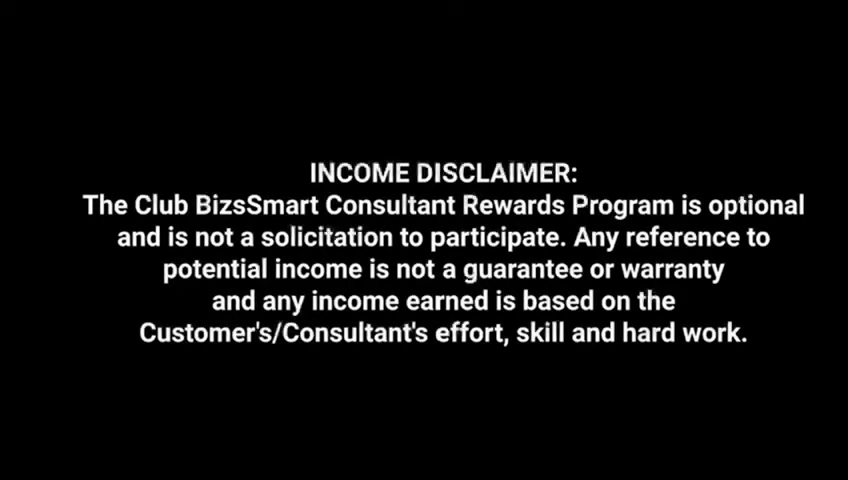 INCOME DISCLAIMER:
The Club BizsSmart Consultant Rewards Program is optional
and is not a solicitation to participate. Any reference to
potential income is not a guarantee or warranty
and any income earned is based on the
Customer's/Consultant's effort, skill and hard work.